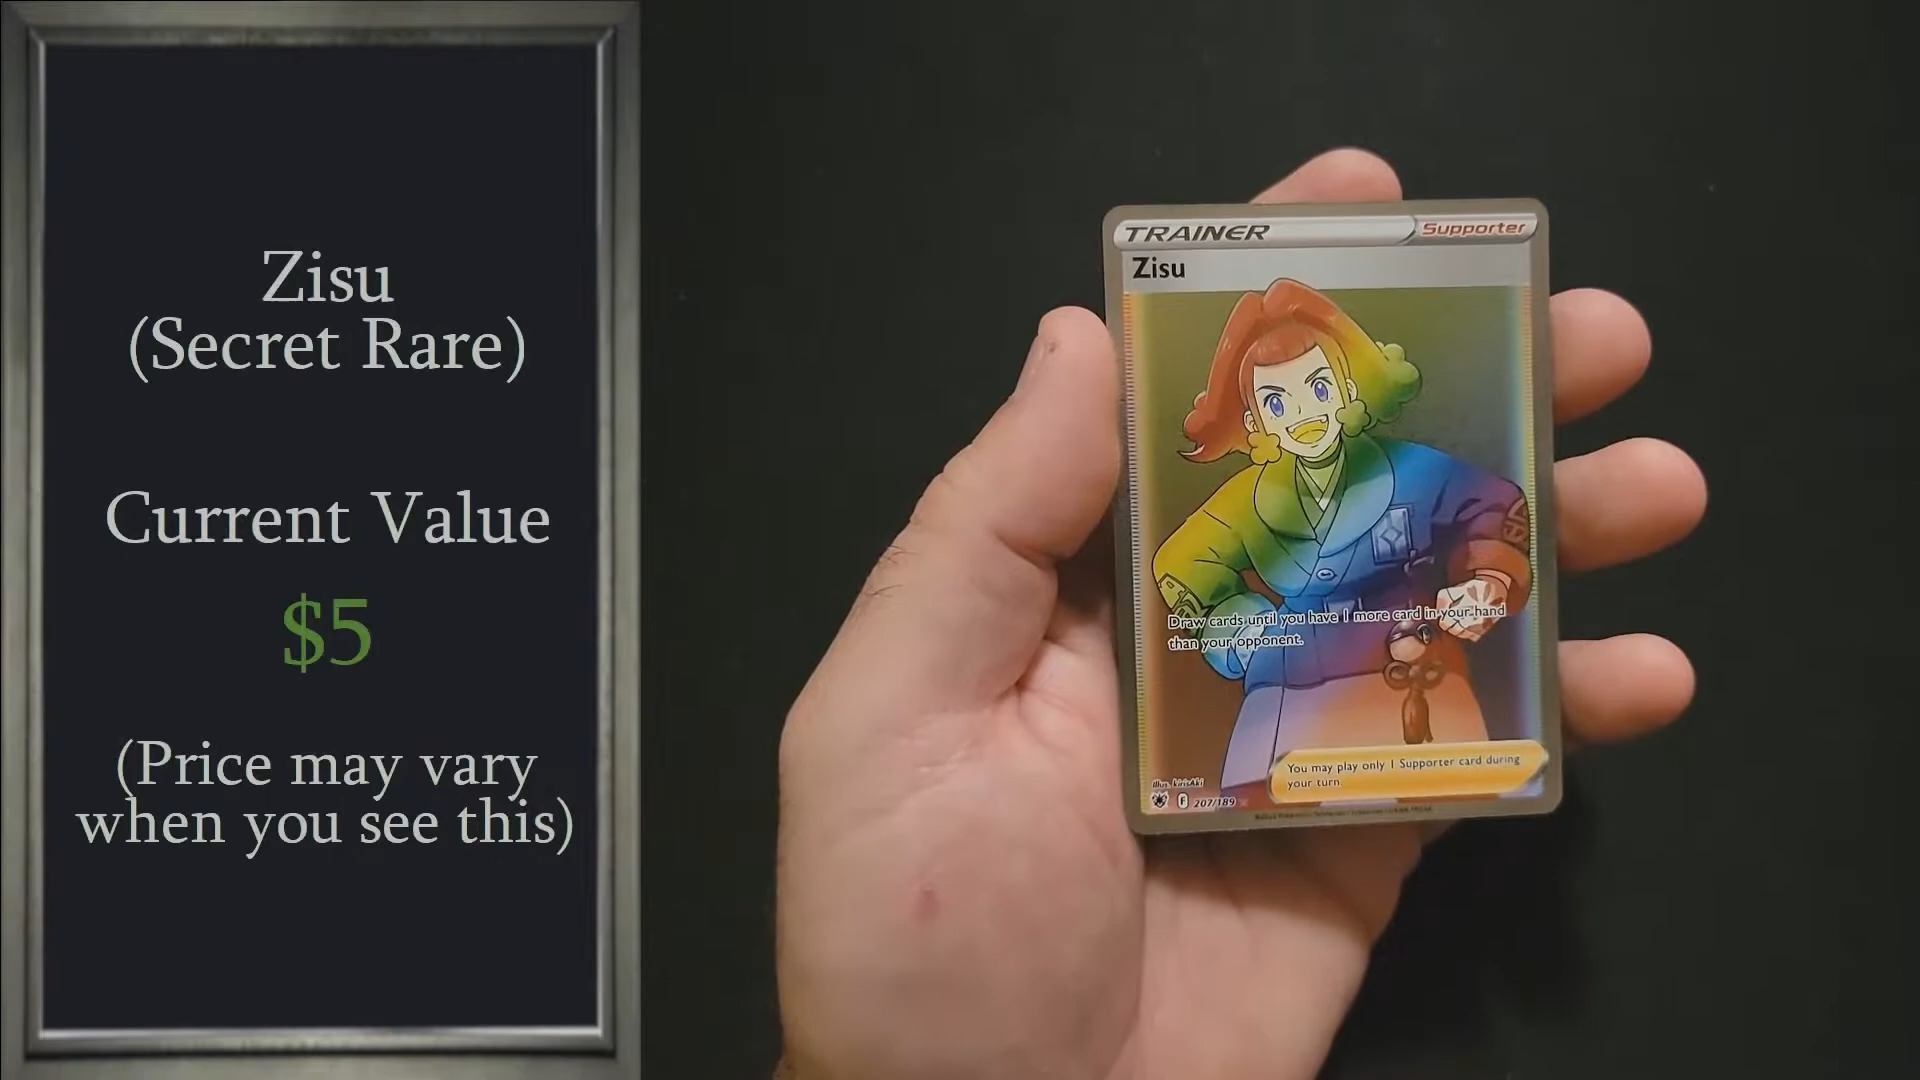 Zisu
(Secret Rare)
Current Value
$5
(Price may vary
when you see this)
TRAINER
Supporter
Zisu
Draw cards until you have 1 more card in your hand
than your opponent.
You may play only 1 Supporter card during
your turn.
Illus. kirisAki
F 207/189